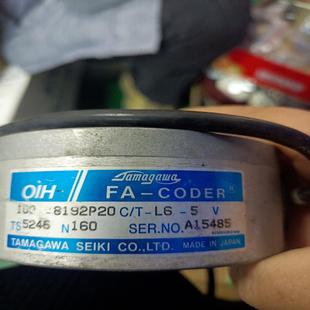 Tamagawa
OIH FA-CODER
100-8192P20 C/T-L6-5 V
TS5246 N160 SER.NO. A15485
TAMAGAWA SEIKI CO.,LTD. MADE IN JAPAN